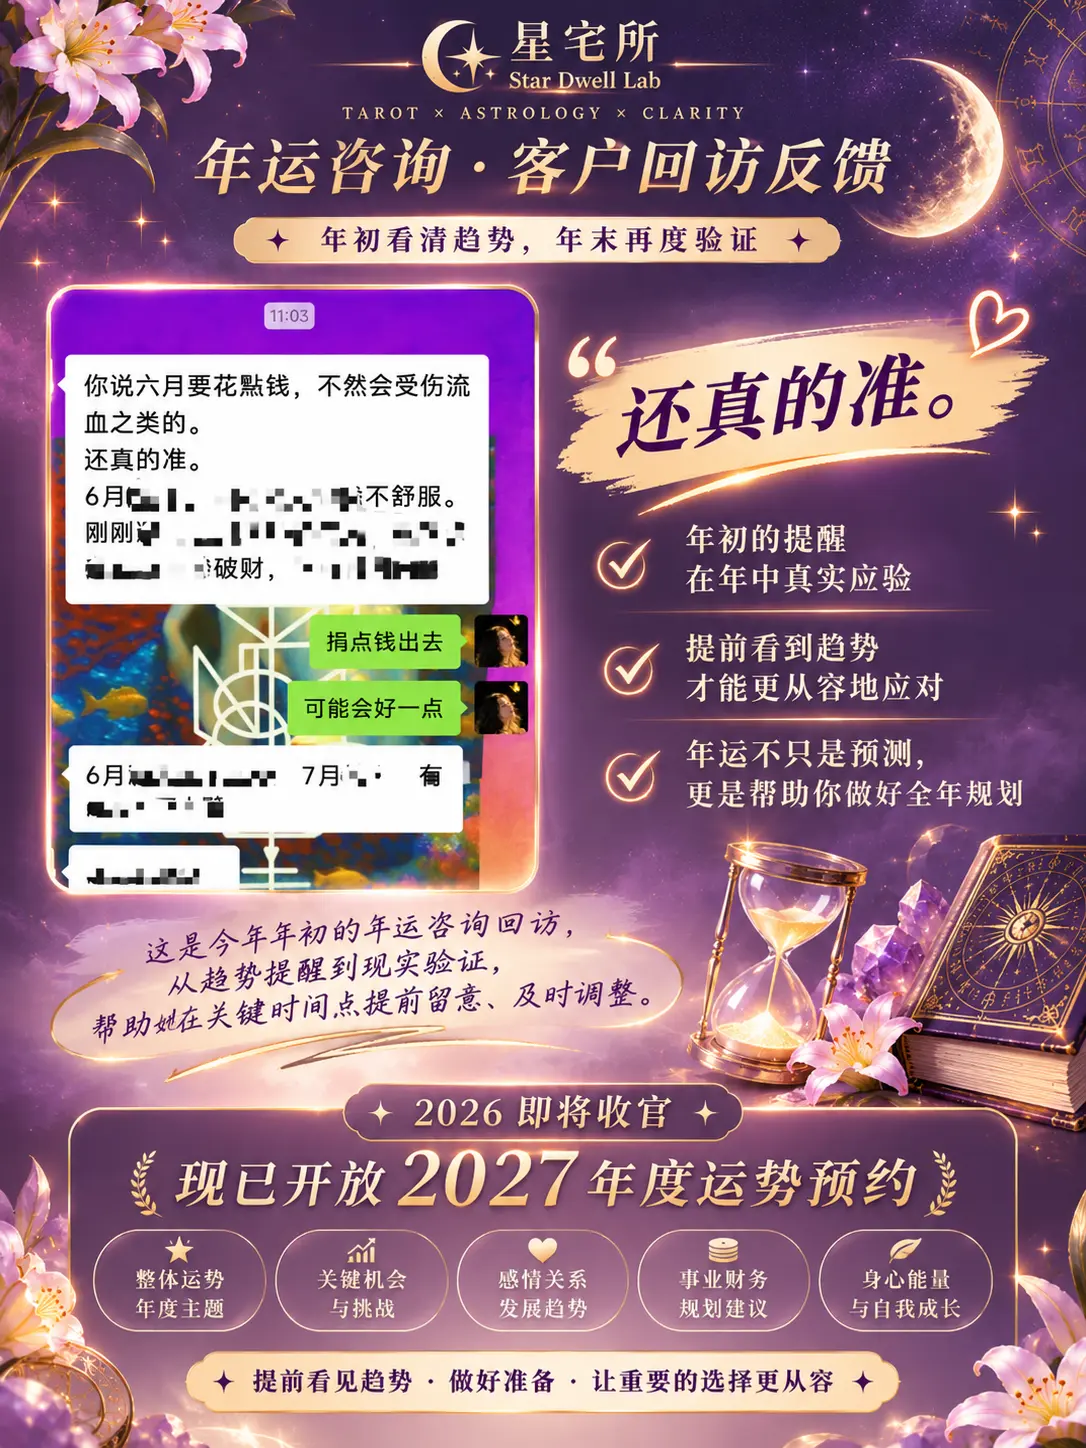 星宅所
Star Dwell Lab
TAROT × ASTROLOGY × CLARITY
年运咨询·客户回访反馈
年初看清趋势，年末再度验证
11:03
你说六月要花點钱，不然会受伤流
血之类的。
还真的准。
6月 不舒服。
刚刚
破财，
捐点钱出去
可能会好一点
6月 7月 有
“还真的准。
年初的提醒
在年中真实应验
提前看到趋势
才能更从容地应对
年运不只是预测，
更是帮助你做好全年规划
这是今年年初的年运咨询回访，
从趋势提醒到现实验证，
帮助她在关键时间点提前留意、及时调整。
2026 即将收官
现已开放 2027 年度运势预约
整体运势
年度主题
关键机会
与挑战
感情关系
发展趋势
事业财务
规划建议
身心能量
与自我成长
提前看见趋势·做好准备·让重要的选择更从容